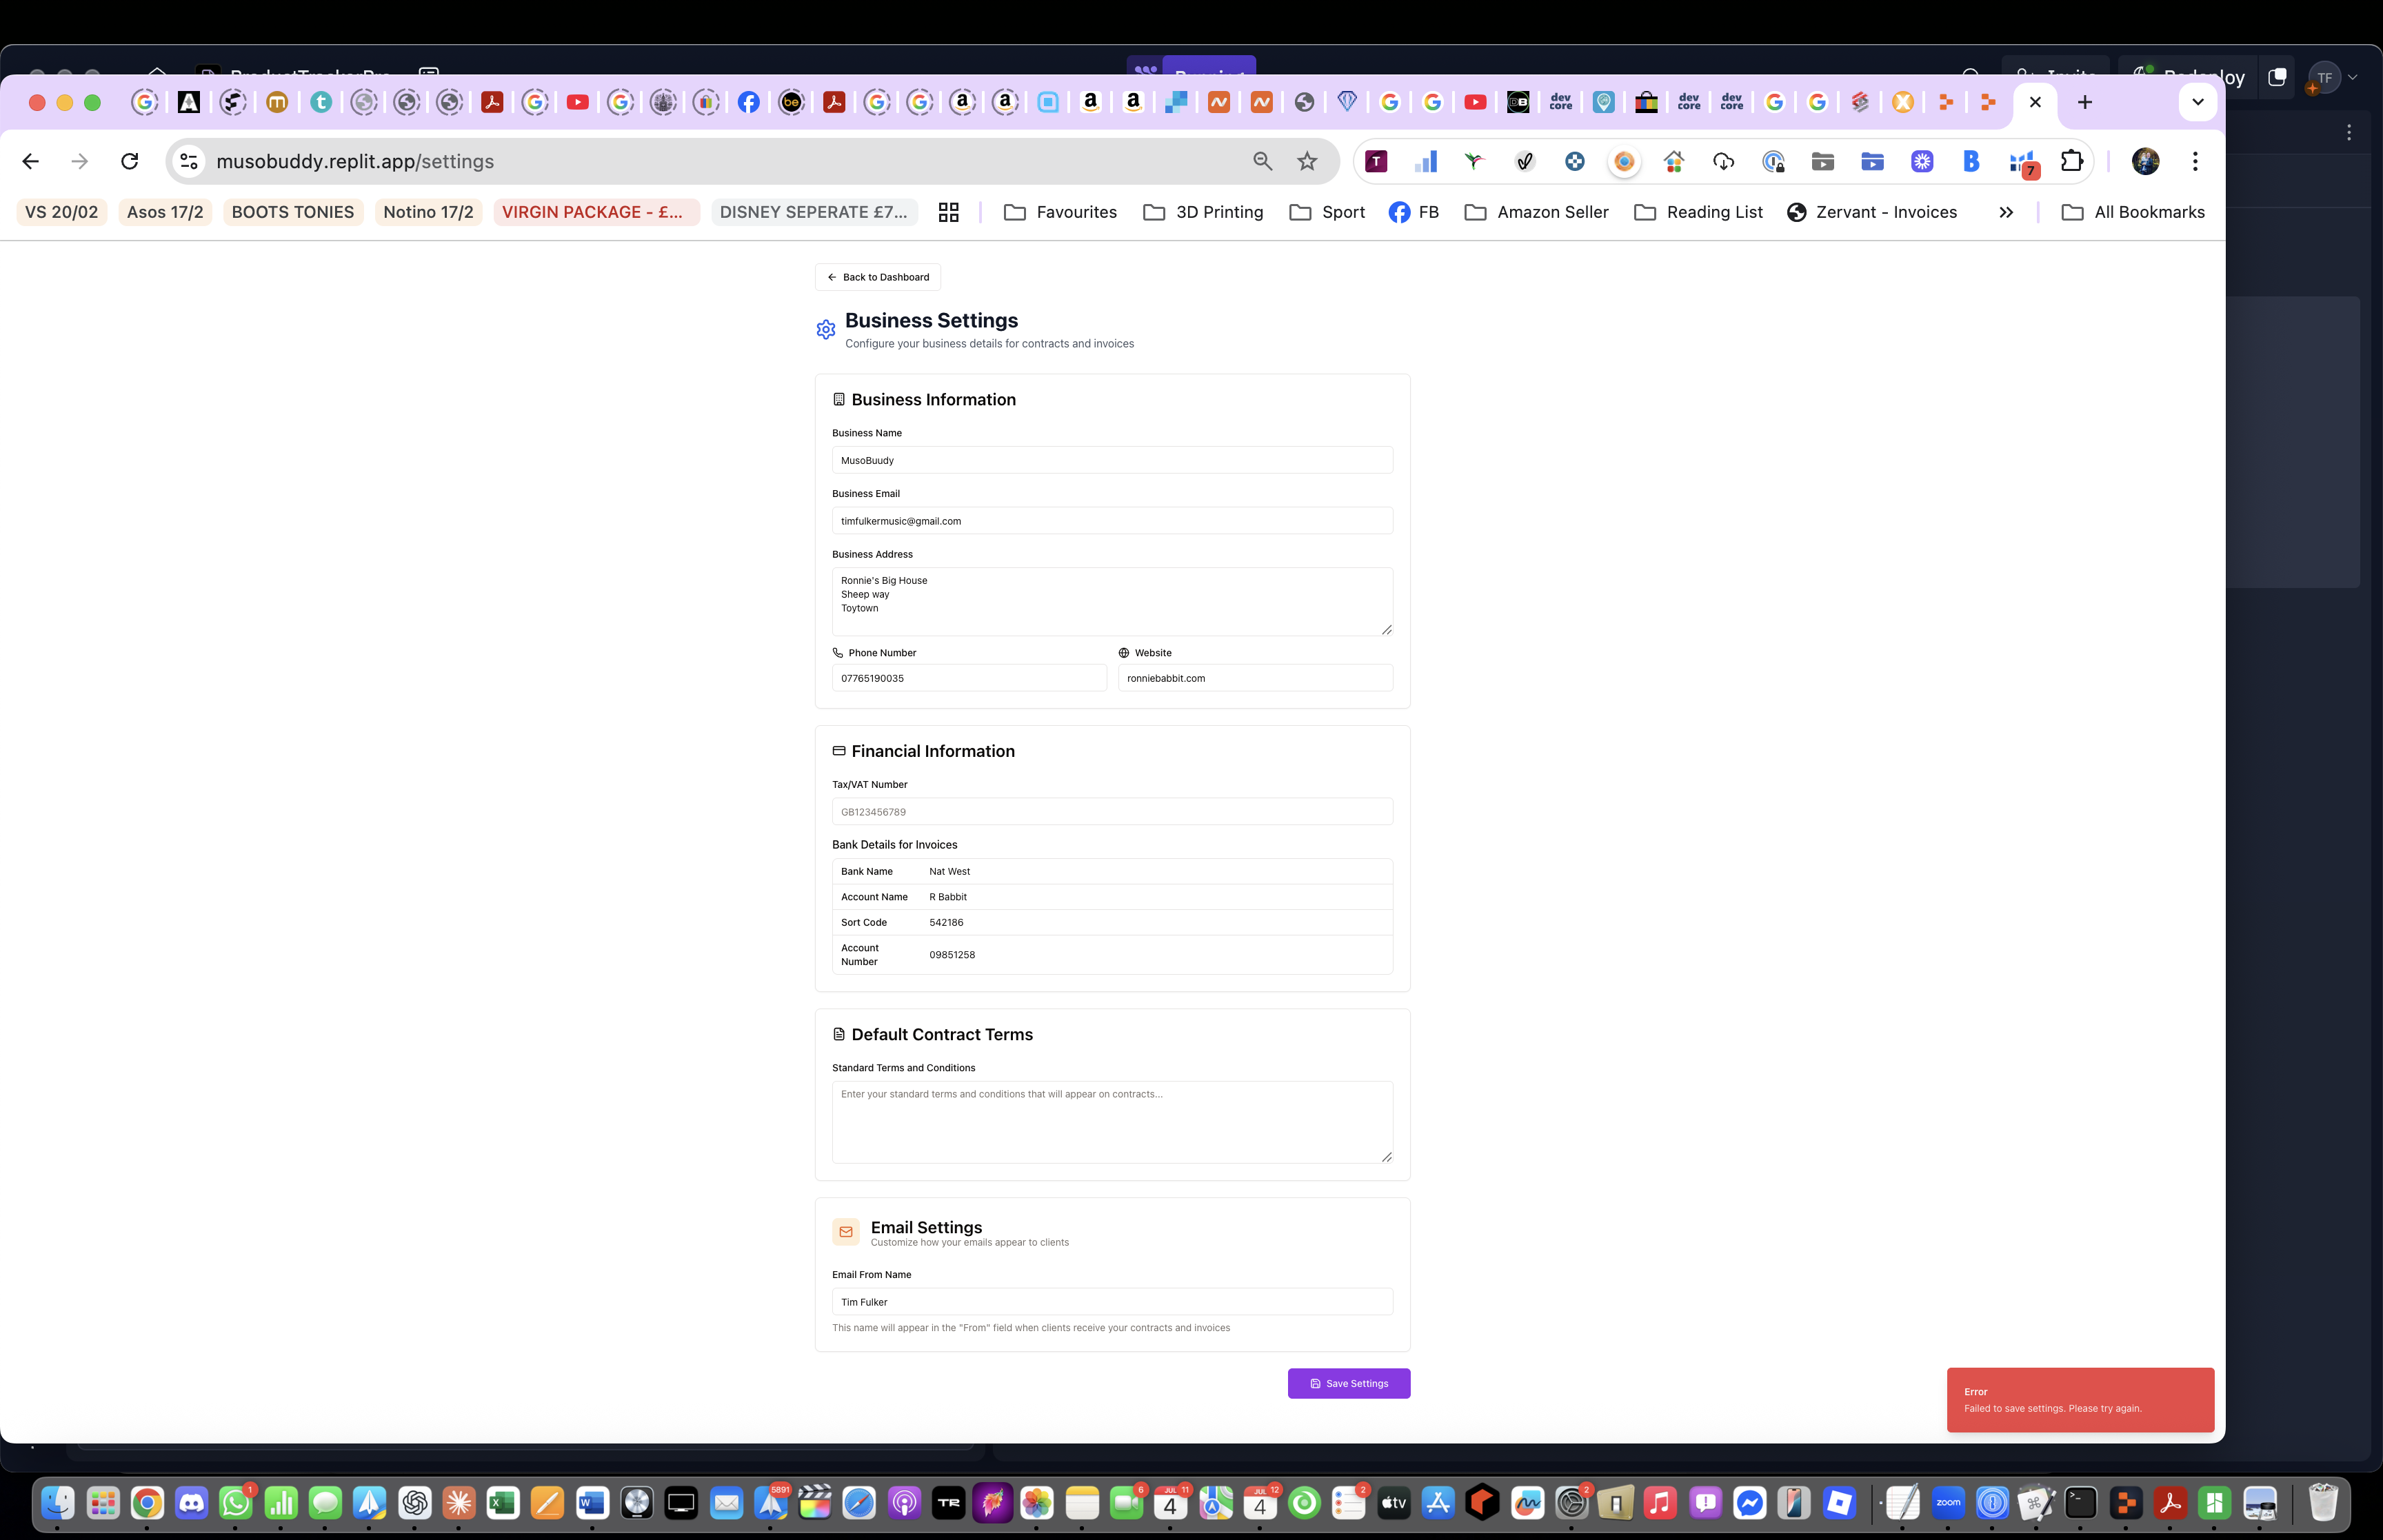 musobuddy.replit.app/settings
VS 20/02
Asos 17/2
BOOTS TONIES
Notino 17/2
VIRGIN PACKAGE - £...
DISNEY SEPERATE £7...
Favourites
3D Printing
Sport
FB
Amazon Seller
Reading List
Zervant - Invoices
All Bookmarks
TF
7
Back to Dashboard
Business Settings
Configure your business details for contracts and invoices
Business Information
Business Name
MusoBuudy
Business Email
timfulkermusic@gmail.com
Business Address
Ronnie's Big House
Sheep way
Toytown
Phone Number
Website
07765190035
ronniebabbit.com
Financial Information
Tax/VAT Number
GB123456789
Bank Details for Invoices
Bank Name Nat West
Account Name R Babbit
Sort Code 542186
Account Number 09851258
Default Contract Terms
Standard Terms and Conditions
Enter your standard terms and conditions that will appear on contracts...
Email Settings
Customize how your emails appear to clients
Email From Name
Tim Fulker
This name will appear in the "From" field when clients receive your contracts and invoices
Save Settings
Error
Failed to save settings. Please try again.